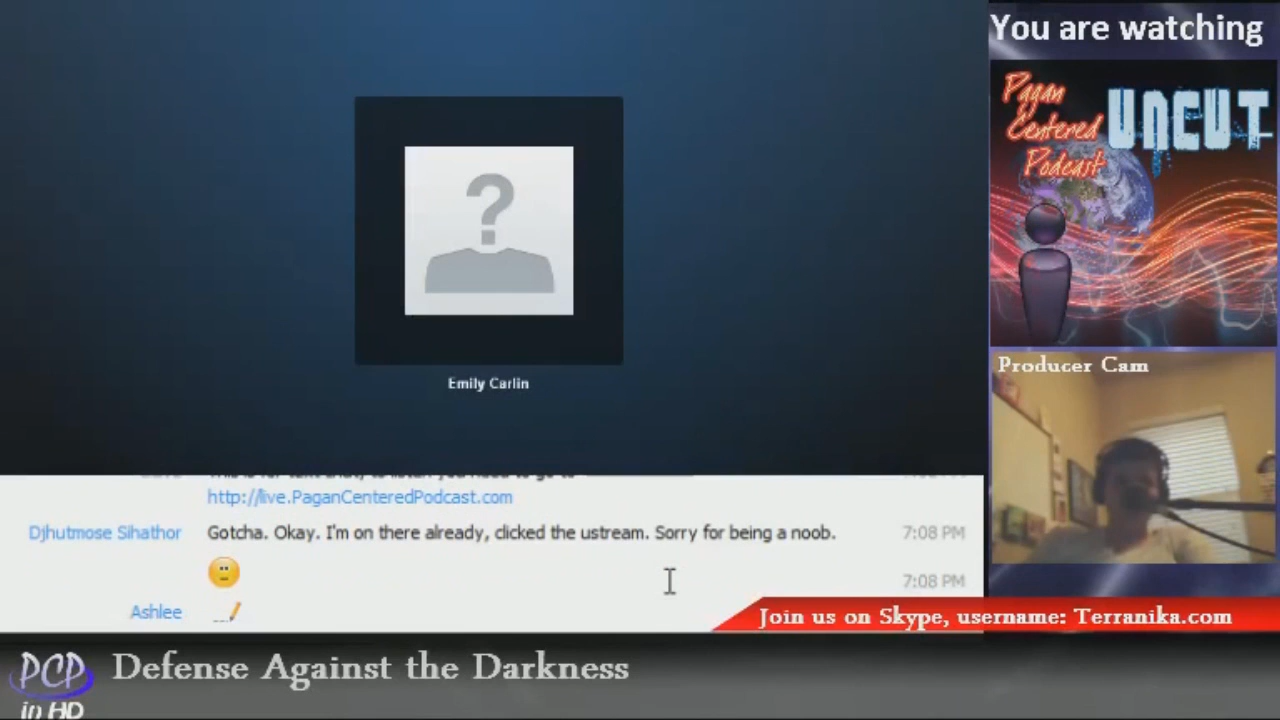 You are watching
Pagan
Centered
Podcast
UNCUT
Producer Cam
Emily Carlin
http://live.PaganCenteredPodcast.com
Djhutmose Sihathor Gotcha. Okay. I'm on there already, clicked the ustream. Sorry for being a noob. 7:08 PM
7:08 PM
Ashlee
Join us on Skype, username: Terranika.com
PCP
in HD
Defense Against the Darkness